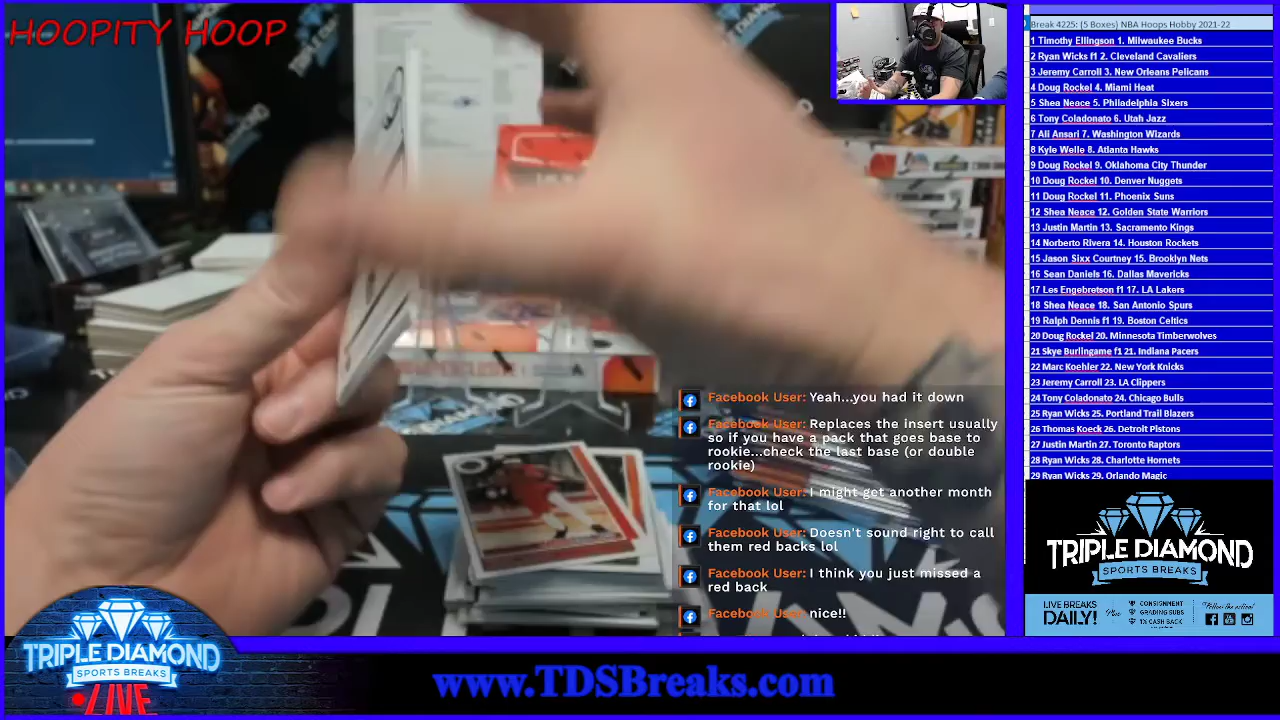 HOOPITY HOOP
Break 4225: (5 Boxes) NBA Hoops Hobby 2021-22
1 Timothy Ellingson 1. Milwaukee Bucks
2 Ryan Wicks f1 2. Cleveland Cavaliers
3 Jeremy Carroll 3. New Orleans Pelicans
4 Doug Rockel 4. Miami Heat
5 Shea Neace 5. Philadelphia Sixers
6 Tony Coladonato 6. Utah Jazz
7 Ali Ansari 7. Washington Wizards
8 Kyle Welle 8. Atlanta Hawks
9 Doug Rockel 9. Oklahoma City Thunder
10 Doug Rockel 10. Denver Nuggets
11 Doug Rockel 11. Phoenix Suns
12 Shea Neace 12. Golden State Warriors
13 Justin Martin 13. Sacramento Kings
14 Norberto Rivera 14. Houston Rockets
15 Jason Sixx Courtney 15. Brooklyn Nets
16 Sean Daniels 16. Dallas Mavericks
17 Les Engebretson f1 17. LA Lakers
18 Shea Neace 18. San Antonio Spurs
19 Ralph Dennis f1 19. Boston Celtics
20 Doug Rockel 20. Minnesota Timberwolves
21 Skye Burlingame f1 21. Indiana Pacers
22 Marc Koehler 22. New York Knicks
23 Jeremy Carroll 23. LA Clippers
24 Tony Coladonato 24. Chicago Bulls
25 Ryan Wicks 25. Portland Trail Blazers
26 Thomas Koeck 26. Detroit Pistons
27 Justin Martin 27. Toronto Raptors
28 Ryan Wicks 28. Charlotte Hornets
29 Ryan Wicks 29. Orlando Magic
Facebook User: Yeah...you had it down
Facebook User: Replaces the insert usually
so if you have a pack that goes base to
rookie...check the last base (or double
rookie)
Facebook User: I might get another month
for that lol
Facebook User: Doesn't sound right to call
them red backs lol
Facebook User: I think you just missed a
red back
Facebook User: nice!!
TRIPLE DIAMOND
SPORTS BREAKS
LIVE BREAKS
DAILY!
Plus
CONSIGNMENT
GRADING SUBS
1% CASH BACK
Follow the action!
TRIPLE DIAMOND
SPORTS BREAKS
LIVE
www.TDSBreaks.com